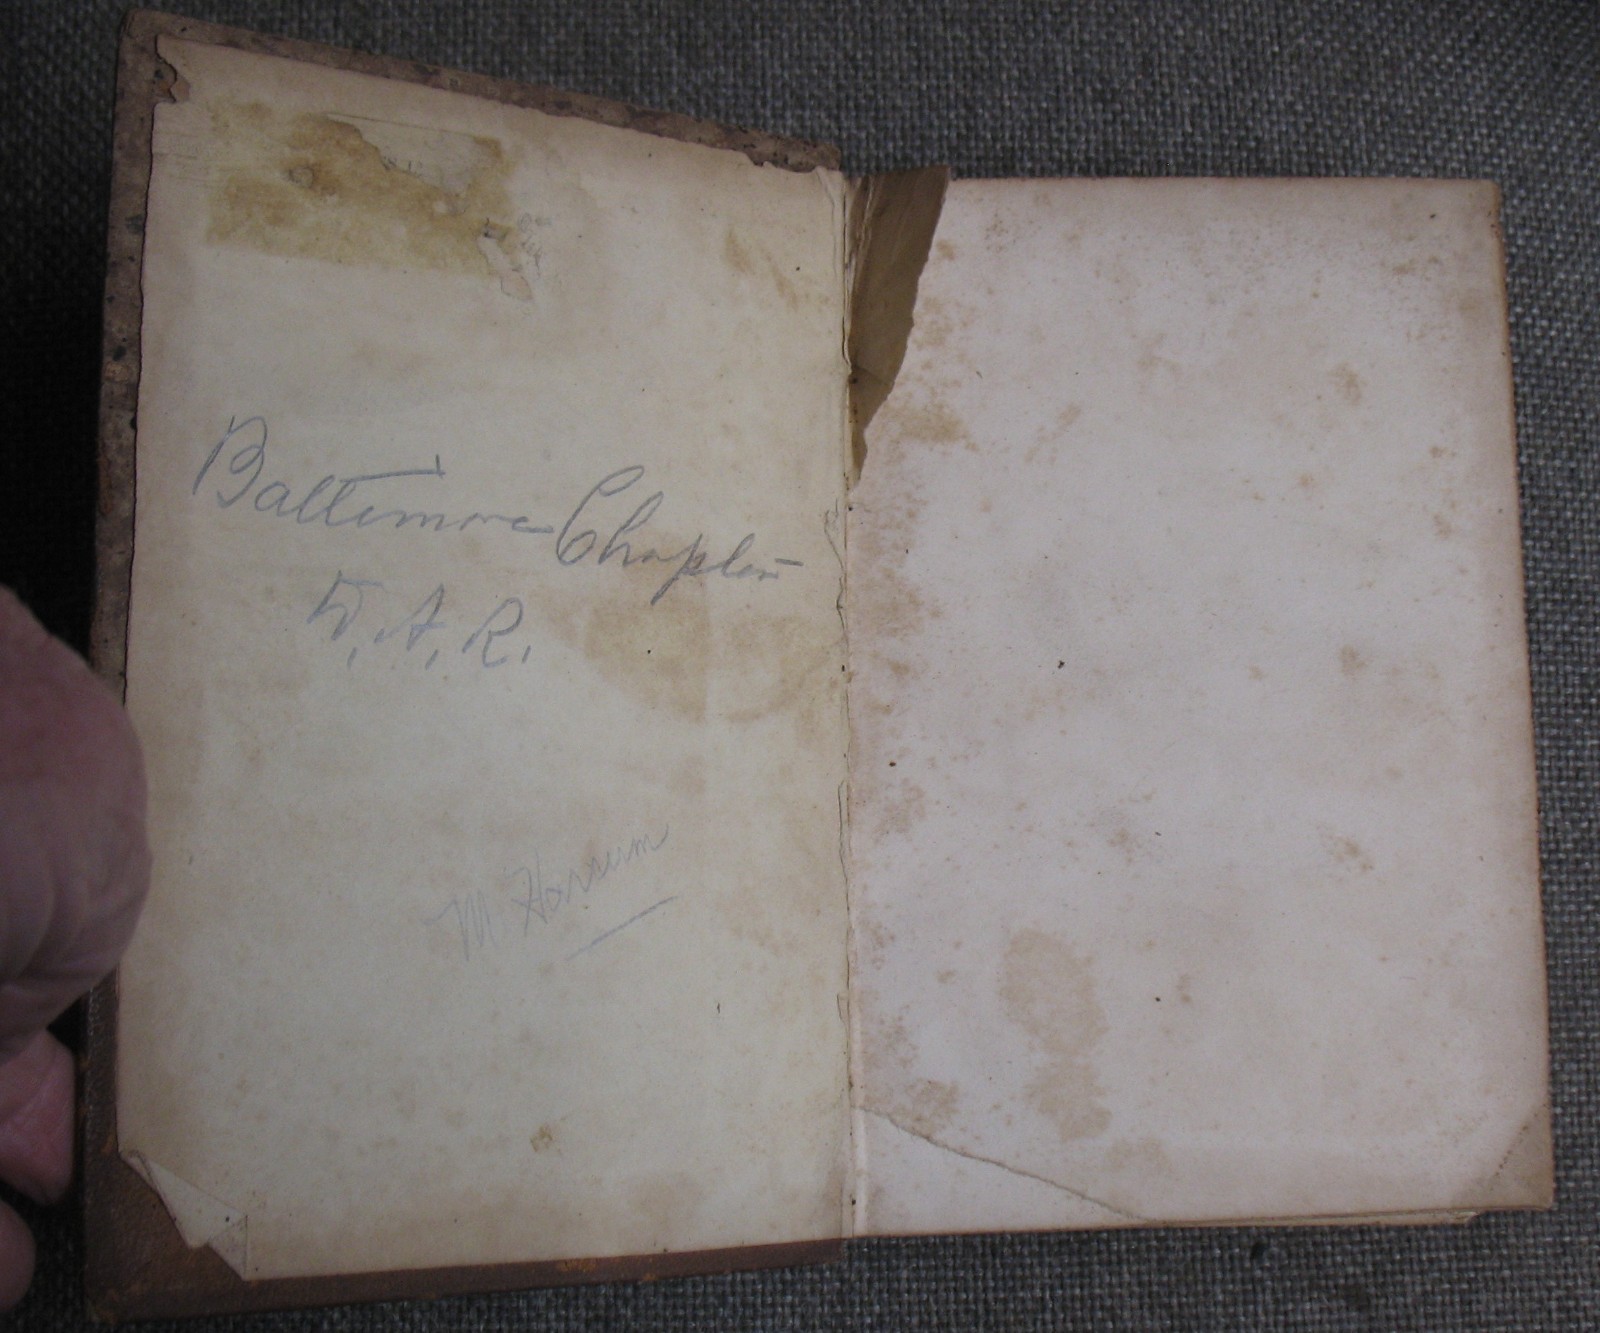 Baltimore Chapter
D. A. R.
M